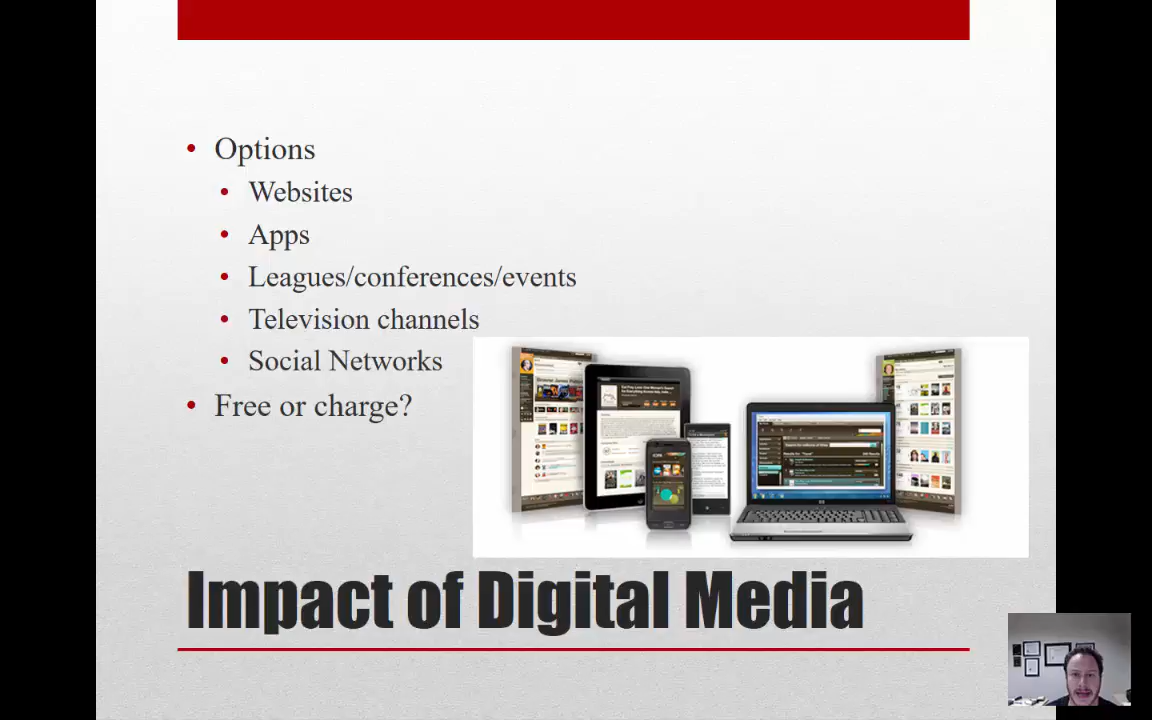 • Options
• Websites
• Apps
• Leagues/conferences/events
• Television channels
• Social Networks
• Free or charge?
Impact of Digital Media